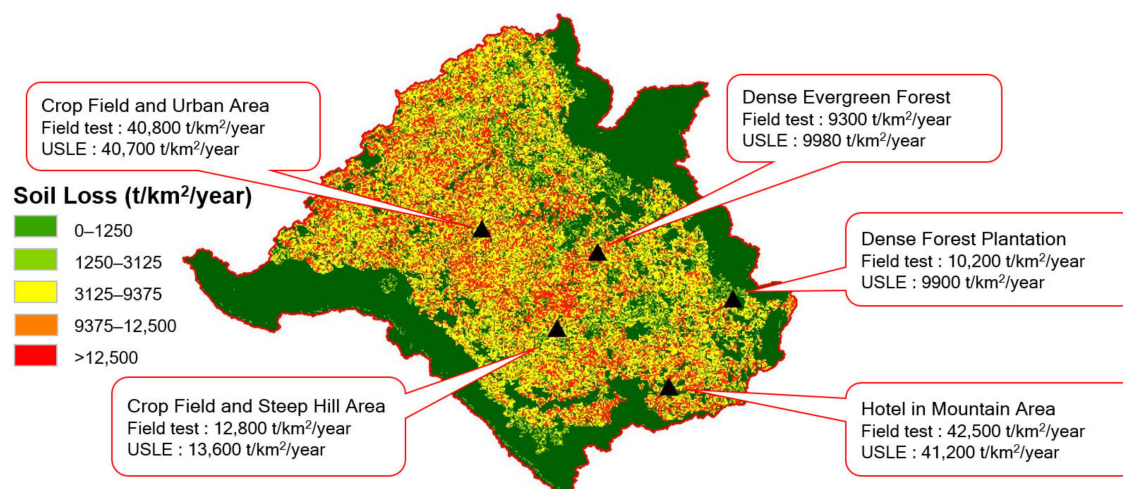 Crop Field and Urban Area
Field test : 40,800 t/km²/year
USLE : 40,700 t/km²/year
Dense Evergreen Forest
Field test : 9300 t/km²/year
USLE : 9980 t/km²/year
Soil Loss (t/km²/year)
0–1250
1250–3125
3125–9375
9375–12,500
>12,500
Dense Forest Plantation
Field test : 10,200 t/km²/year
USLE : 9900 t/km²/year
Crop Field and Steep Hill Area
Field test : 12,800 t/km²/year
USLE : 13,600 t/km²/year
Hotel in Mountain Area
Field test : 42,500 t/km²/year
USLE : 41,200 t/km²/year